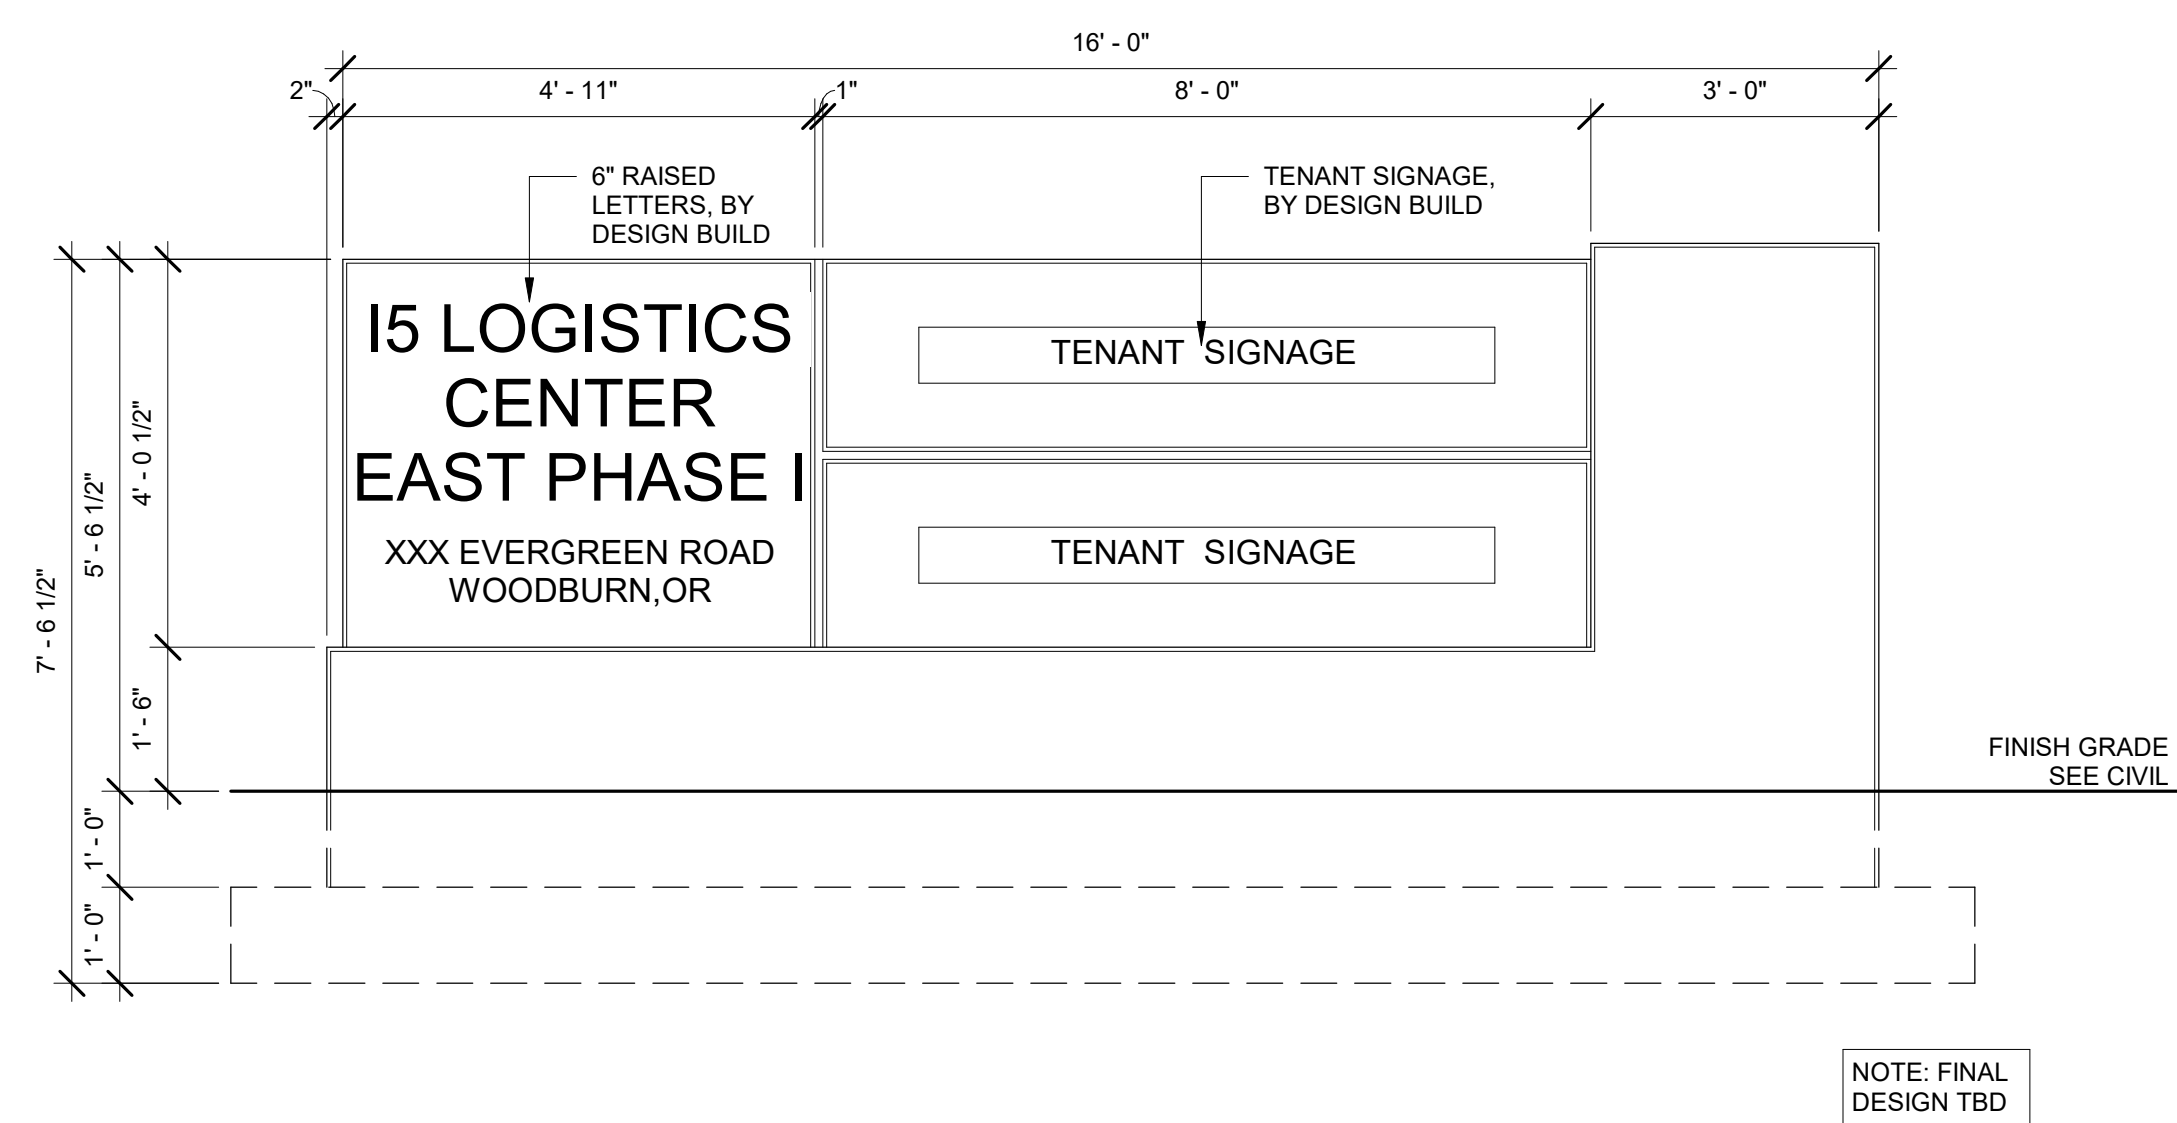 16' - 0"
2"
4' - 11"
1"
8' - 0"
3' - 0"
6" RAISED
LETTERS, BY
DESIGN BUILD
TENANT SIGNAGE,
BY DESIGN BUILD
I5 LOGISTICS
CENTER
EAST PHASE I
XXX EVERGREEN ROAD
WOODBURN,OR
TENANT SIGNAGE
TENANT SIGNAGE
7' - 6 1/2"
5' - 6 1/2"
4' - 0 1/2"
1' - 6"
1' - 0"
1' - 0"
FINISH GRADE
SEE CIVIL
NOTE: FINAL
DESIGN TBD